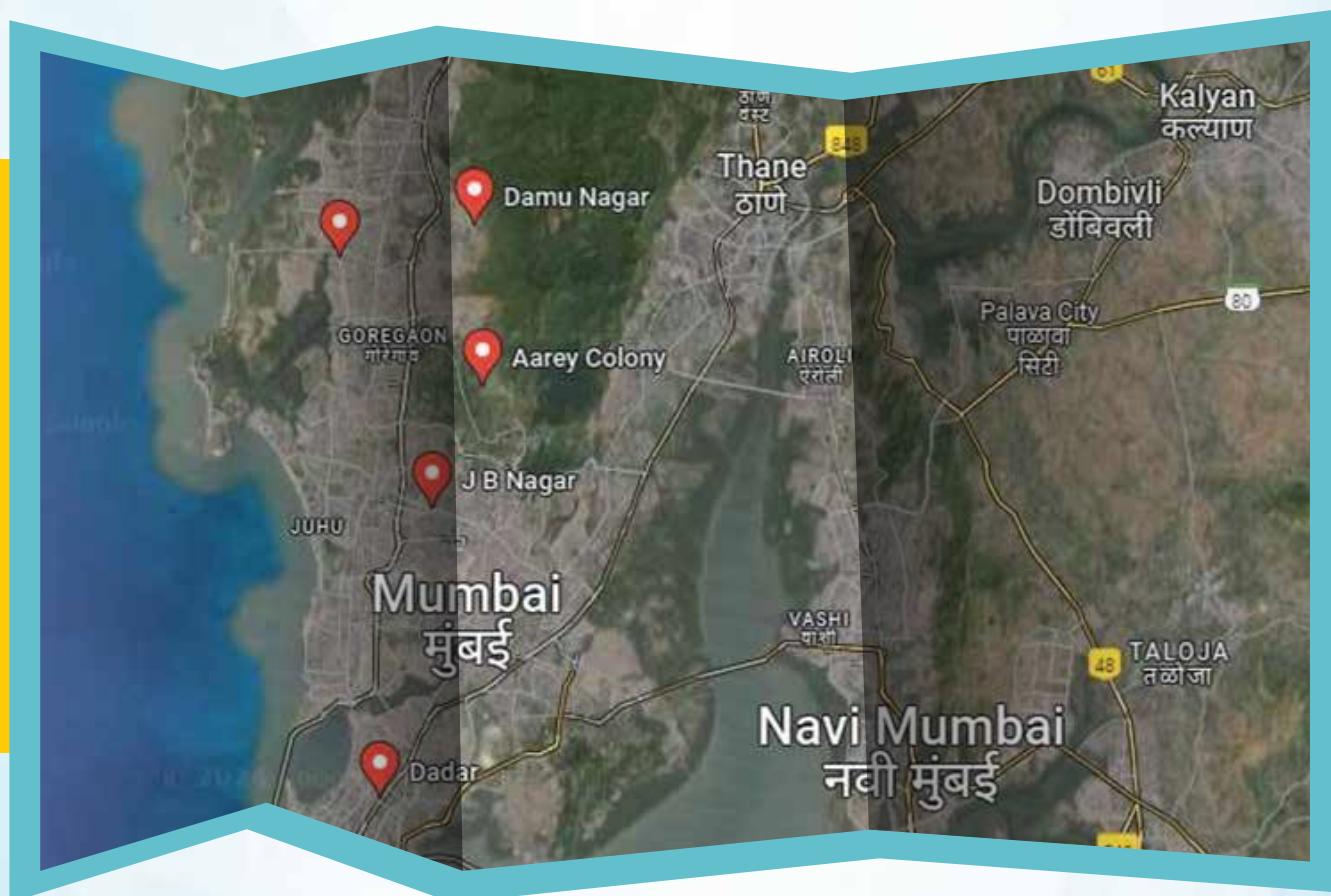 61
Kalyan
कल्याण
ठाणे
वेस्ट
848
Thane
ठाणे
Damu Nagar
Dombivli
डोंबिवली
80
Palava City
पाळावा
सिटी
GOREGAON
गोरेगाव
Aarey Colony
AIROLI
ऐरोली
J B Nagar
JUHU
Mumbai
मुंबई
VASHI
वाशी
48
TALOJA
तळोजा
Navi Mumbai
नवी मुंबई
Dadar